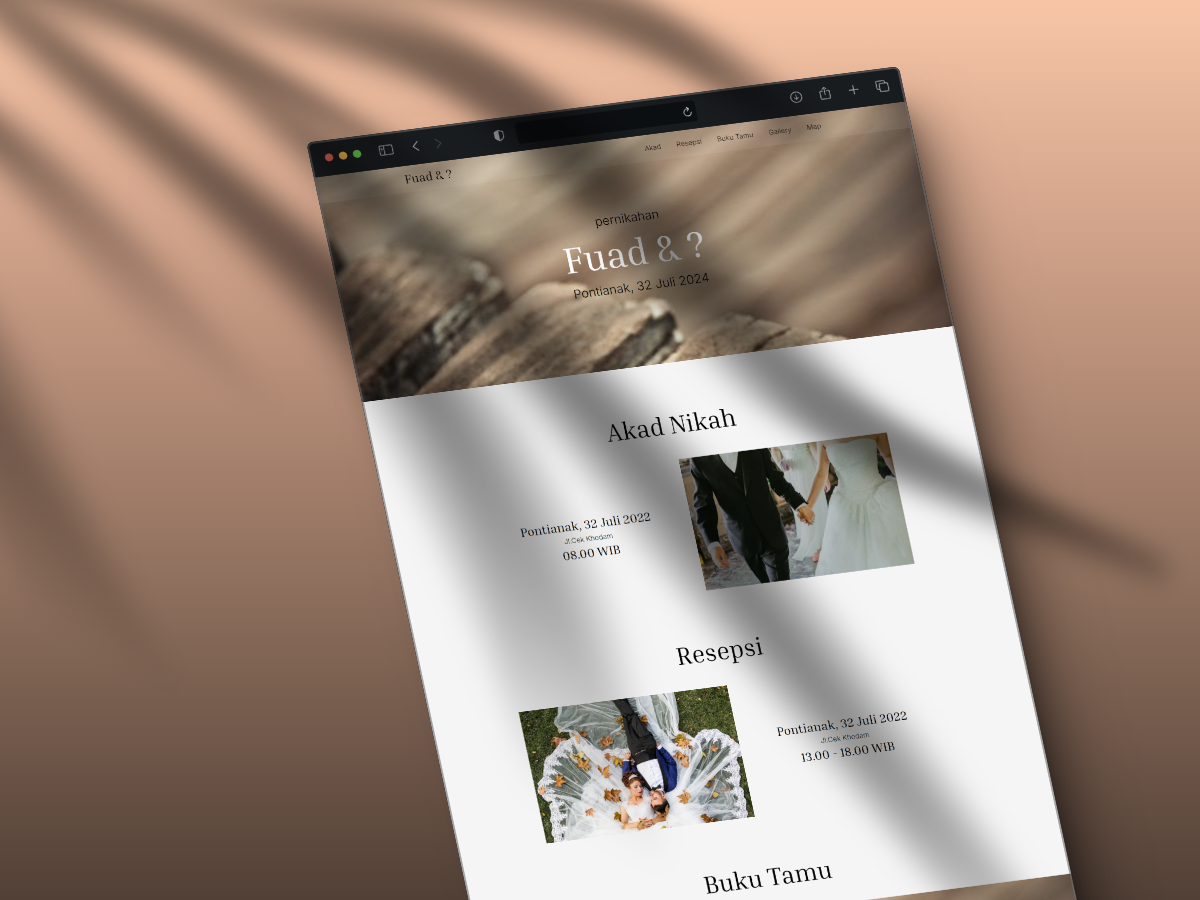 Akad Resepsi Buku Tamu Gallery Map
Fuad & ?
pernikahan
Fuad & ?
Pontianak, 32 Juli 2024
Akad Nikah
Pontianak, 32 Juli 2022
Jl.Cek Khodam
08.00 WIB
Resepsi
Pontianak, 32 Juli 2022
Jl.Cek Khodam
13.00 - 18.00 WIB
Buku Tamu